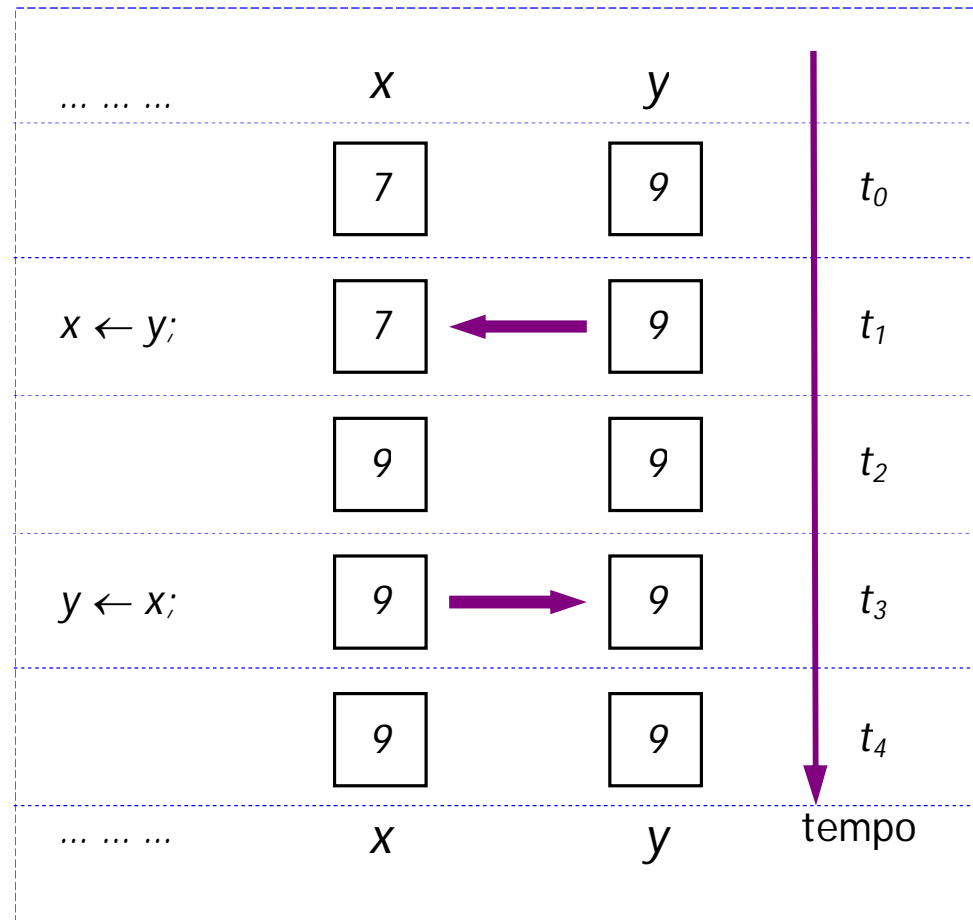 ... ... ... x y
7 9 t₀
x ← y; 7 9 t₁
9 9 t₂
y ← x; 9 9 t₃
9 9 t₄
... ... ... x y tempo